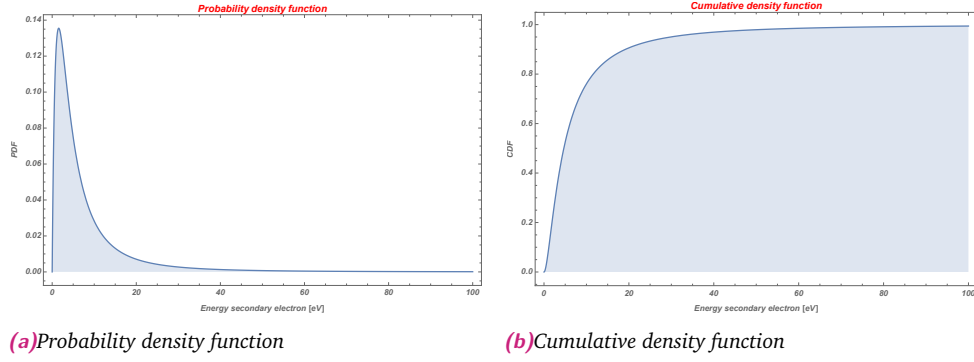 Probability density function
0.14
0.12
0.10
0.08
0.06
0.04
0.02
0.00
PDF
0 20 40 60 80 100
Energy secondary electron [eV]
(a)Probability density function
Cumulative density function
1.0
0.8
0.6
0.4
0.2
0.0
CDF
0 20 40 60 80 100
Energy secondary electron [eV]
(b)Cumulative density function